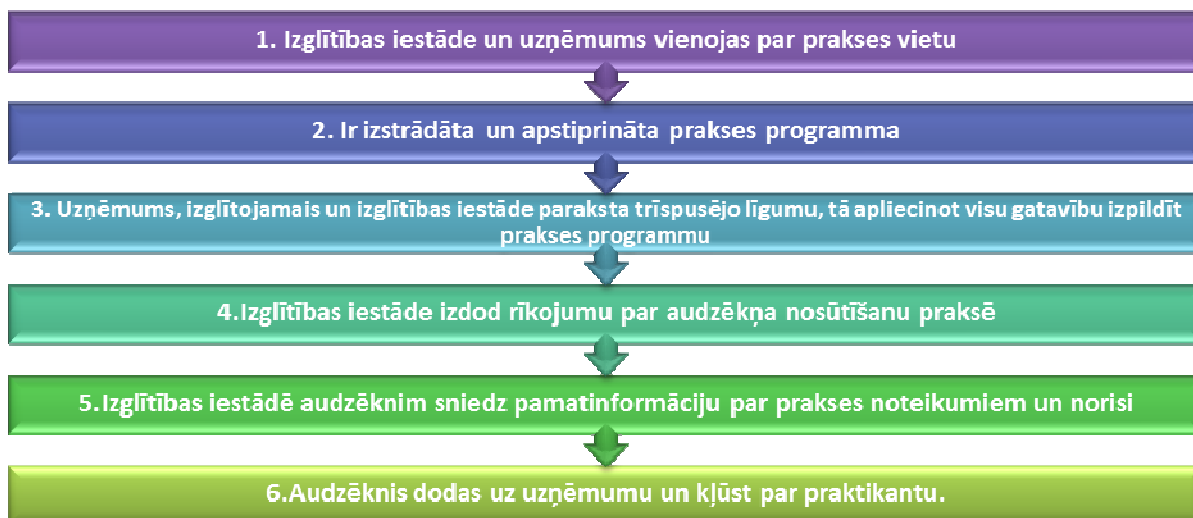 1. Izglītības iestāde un uzņēmums vienojas par prakses vietu
2. Ir izstrādāta un apstiprināta prakses programma
3. Uzņēmums, izglītojamais un izglītības iestāde paraksta trīspusējo līgumu, tā apliecinot visu gatavību izpildīt
prakses programmu
4.Izglītības iestāde izdod rīkojumu par audzēkņa nosūtīšanu praksē
5.Izglītības iestādē audzēknim sniedz pamatinformāciju par prakses noteikumiem un norisi
6.Audzēknis dodas uz uzņēmumu un kļūst par praktikantu.